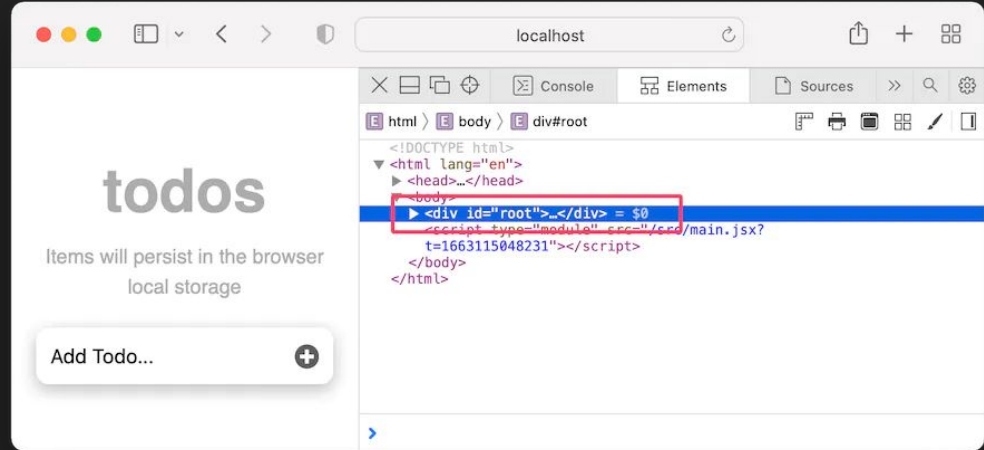 localhost
Console
Elements
Sources
E html
E body
E div#root
todos
Items will persist in the browser
local storage
Add Todo...
<!DOCTYPE html>
<html lang="en">
<head>…</head>
<body>
<div id="root">…</div> = $0
<script type="module" src="/src/main.jsx?
t=1663115048231"></script>
</body>
</html>